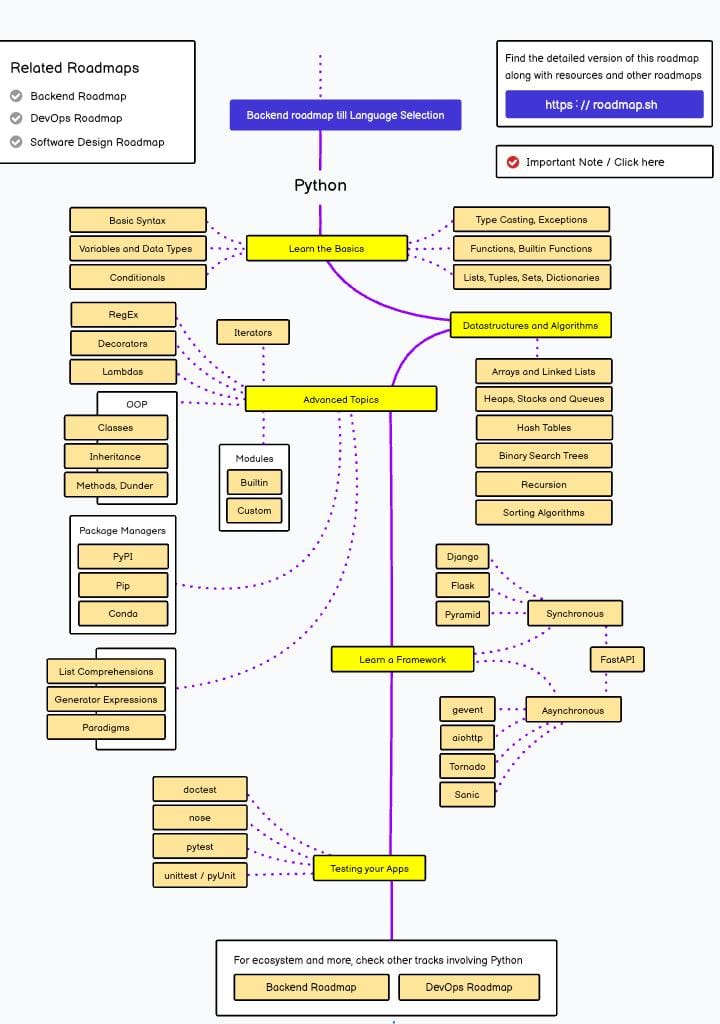 Related Roadmaps
Backend Roadmap
DevOps Roadmap
Software Design Roadmap
Find the detailed version of this roadmap
along with resources and other roadmaps
https://roadmap.sh
Important Note / Click here
Backend roadmap till Language Selection
Python
Learn the Basics
Basic Syntax
Variables and Data Types
Conditionals
Type Casting, Exceptions
Functions, Builtin Functions
Lists, Tuples, Sets, Dictionaries
Datastructures and Algorithms
Arrays and Linked Lists
Heaps, Stacks and Queues
Hash Tables
Binary Search Trees
Recursion
Sorting Algorithms
Advanced Topics
RegEx
Decorators
Lambdas
Iterators
OOP
Classes
Inheritance
Methods, Dunder
Modules
Builtin
Custom
Package Managers
PyPI
Pip
Conda
List Comprehensions
Generator Expressions
Paradigms
Learn a Framework
Django
Flask
Pyramid
Synchronous
FastAPI
Asynchronous
gevent
aiohttp
Tornado
Sanic
doctest
nose
pytest
unittest / pyUnit
Testing your Apps
For ecosystem and more, check other tracks involving Python
Backend Roadmap
DevOps Roadmap